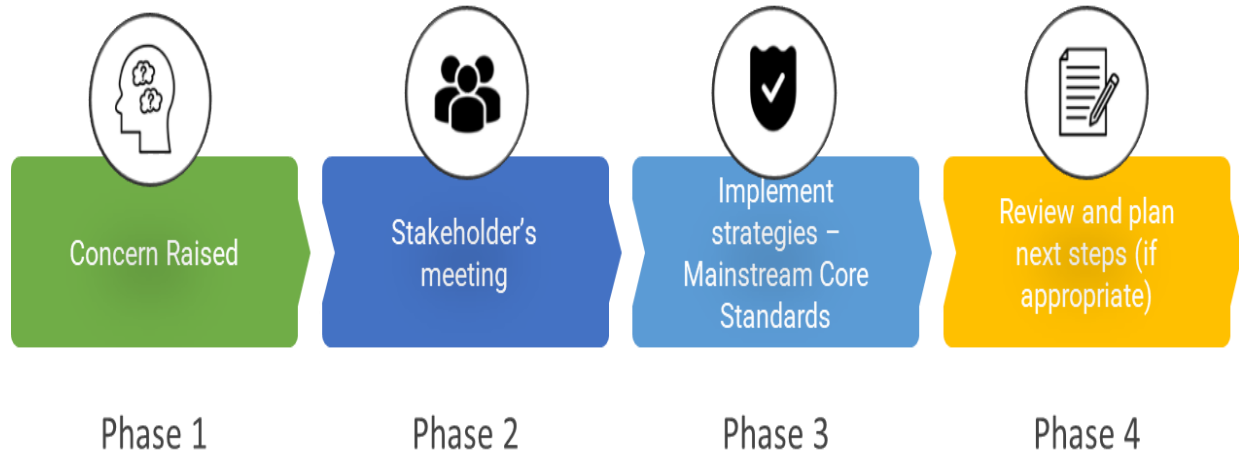 Concern Raised
Stakeholder’s
meeting
Implement
strategies –
Mainstream Core
Standards
Review and plan
next steps (if
appropriate)
Phase 1
Phase 2
Phase 3
Phase 4